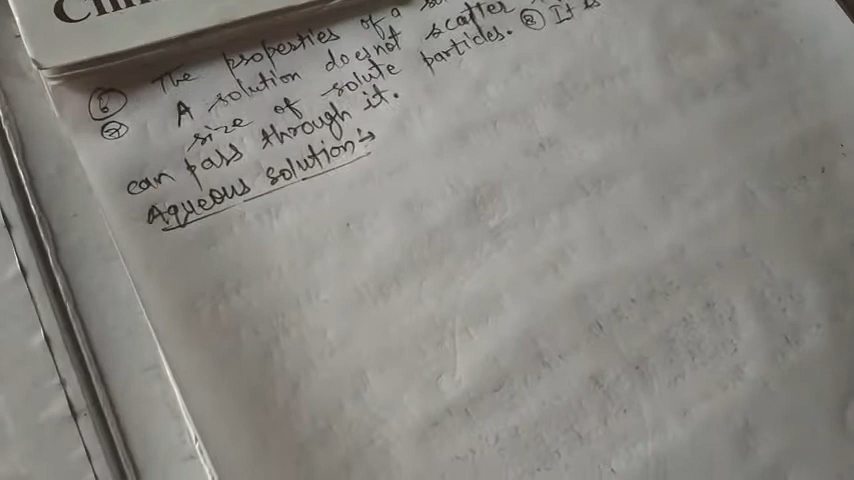 ⑥ The properties of a
⑦ A solution does not scatter
size of solute particles. ⑧ It is
can pass through it.
Aqueous solution:-